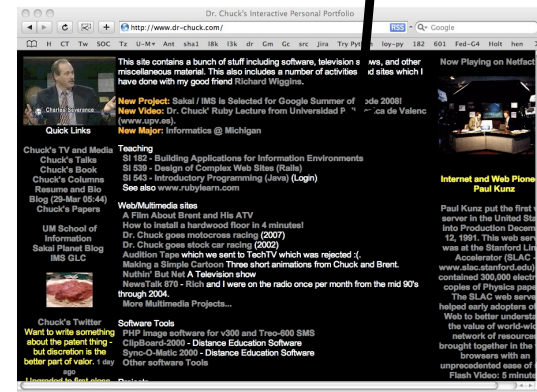 Dr. Chuck's Interactive Personal Portfolio
http://www.dr-chuck.com/
RSS
Q- Google
H CT Tw SOC Tz U-M▾ Ant sha1 i8k i3k dr Gm Gc src Jira Try Pyt loy-py 182 601 Fed-G4 Holt hen
Charles Severance
Quick Links
Chuck's TV and Media
Chuck's Talks
Chuck's Book
Chuck's Columns
Resume and Bio
Blog (29-Mar 05:44)
Chuck's Papers
UM School of
Information
Sakai Planet Blog
IMS GLC
Chuck's Twitter
Want to write something
about the patent thing -
but discretion is the
better part of valor. 1 day
ago
This site contains a bunch of stuff including software, television s ws, and other
miscellaneous material. This also includes a number of activities d sites which I
have done with my good friend Richard Wiggins.
New Project: Sakai / IMS is Selected for Google Summer of ode 2008!
New Video: Dr. Chuck' Ruby Lecture from Universidad P ca de Valenc
(www.upv.es).
New Major: Informatics @ Michigan
Teaching
SI 182 - Building Applications for Information Environments
SI 539 - Design of Complex Web Sites (Rails)
SI 543 - Introductory Programming (Java) (Login)
See also www.rubylearn.com
Web/Multimedia sites
A Film About Brent and His ATV
How to install a hardwood floor in 4 minutes!
Dr. Chuck goes motocross racing (2007)
Dr. Chuck goes stock car racing (2002)
Audition Tape which we sent to TechTV which was rejected :(.
Making a Simple Cartoon Three short animations from Chuck and Brent.
Nuthin' But Net A Television show
NewsTalk 870 - Rich and I were on the radio once per month from the mid 90's
through 2004.
More Multimedia Projects...
Software Tools
PHP Image software for v300 and Treo-600 SMS
ClipBoard-2000 - Distance Education Software
Sync-O-Matic 2000 - Distance Education Software
Other software Tools
Now Playing on Netfact
Internet and Web Pione
Paul Kunz
Paul Kunz put the first
server in the United Sta
into Production Decem
12, 1991. This web serv
was at the Stanford Lin
Accelerator (SLAC -
www.slac.stanford.edu)
contained 300,000 electr
copies of Physics pape
The SLAC web serve
helped early adopters of
Web to better understa
the value of world-wid
network of resource
brought together in the
browsers with an
unprecedented ease of
Flash Video: 5 minute